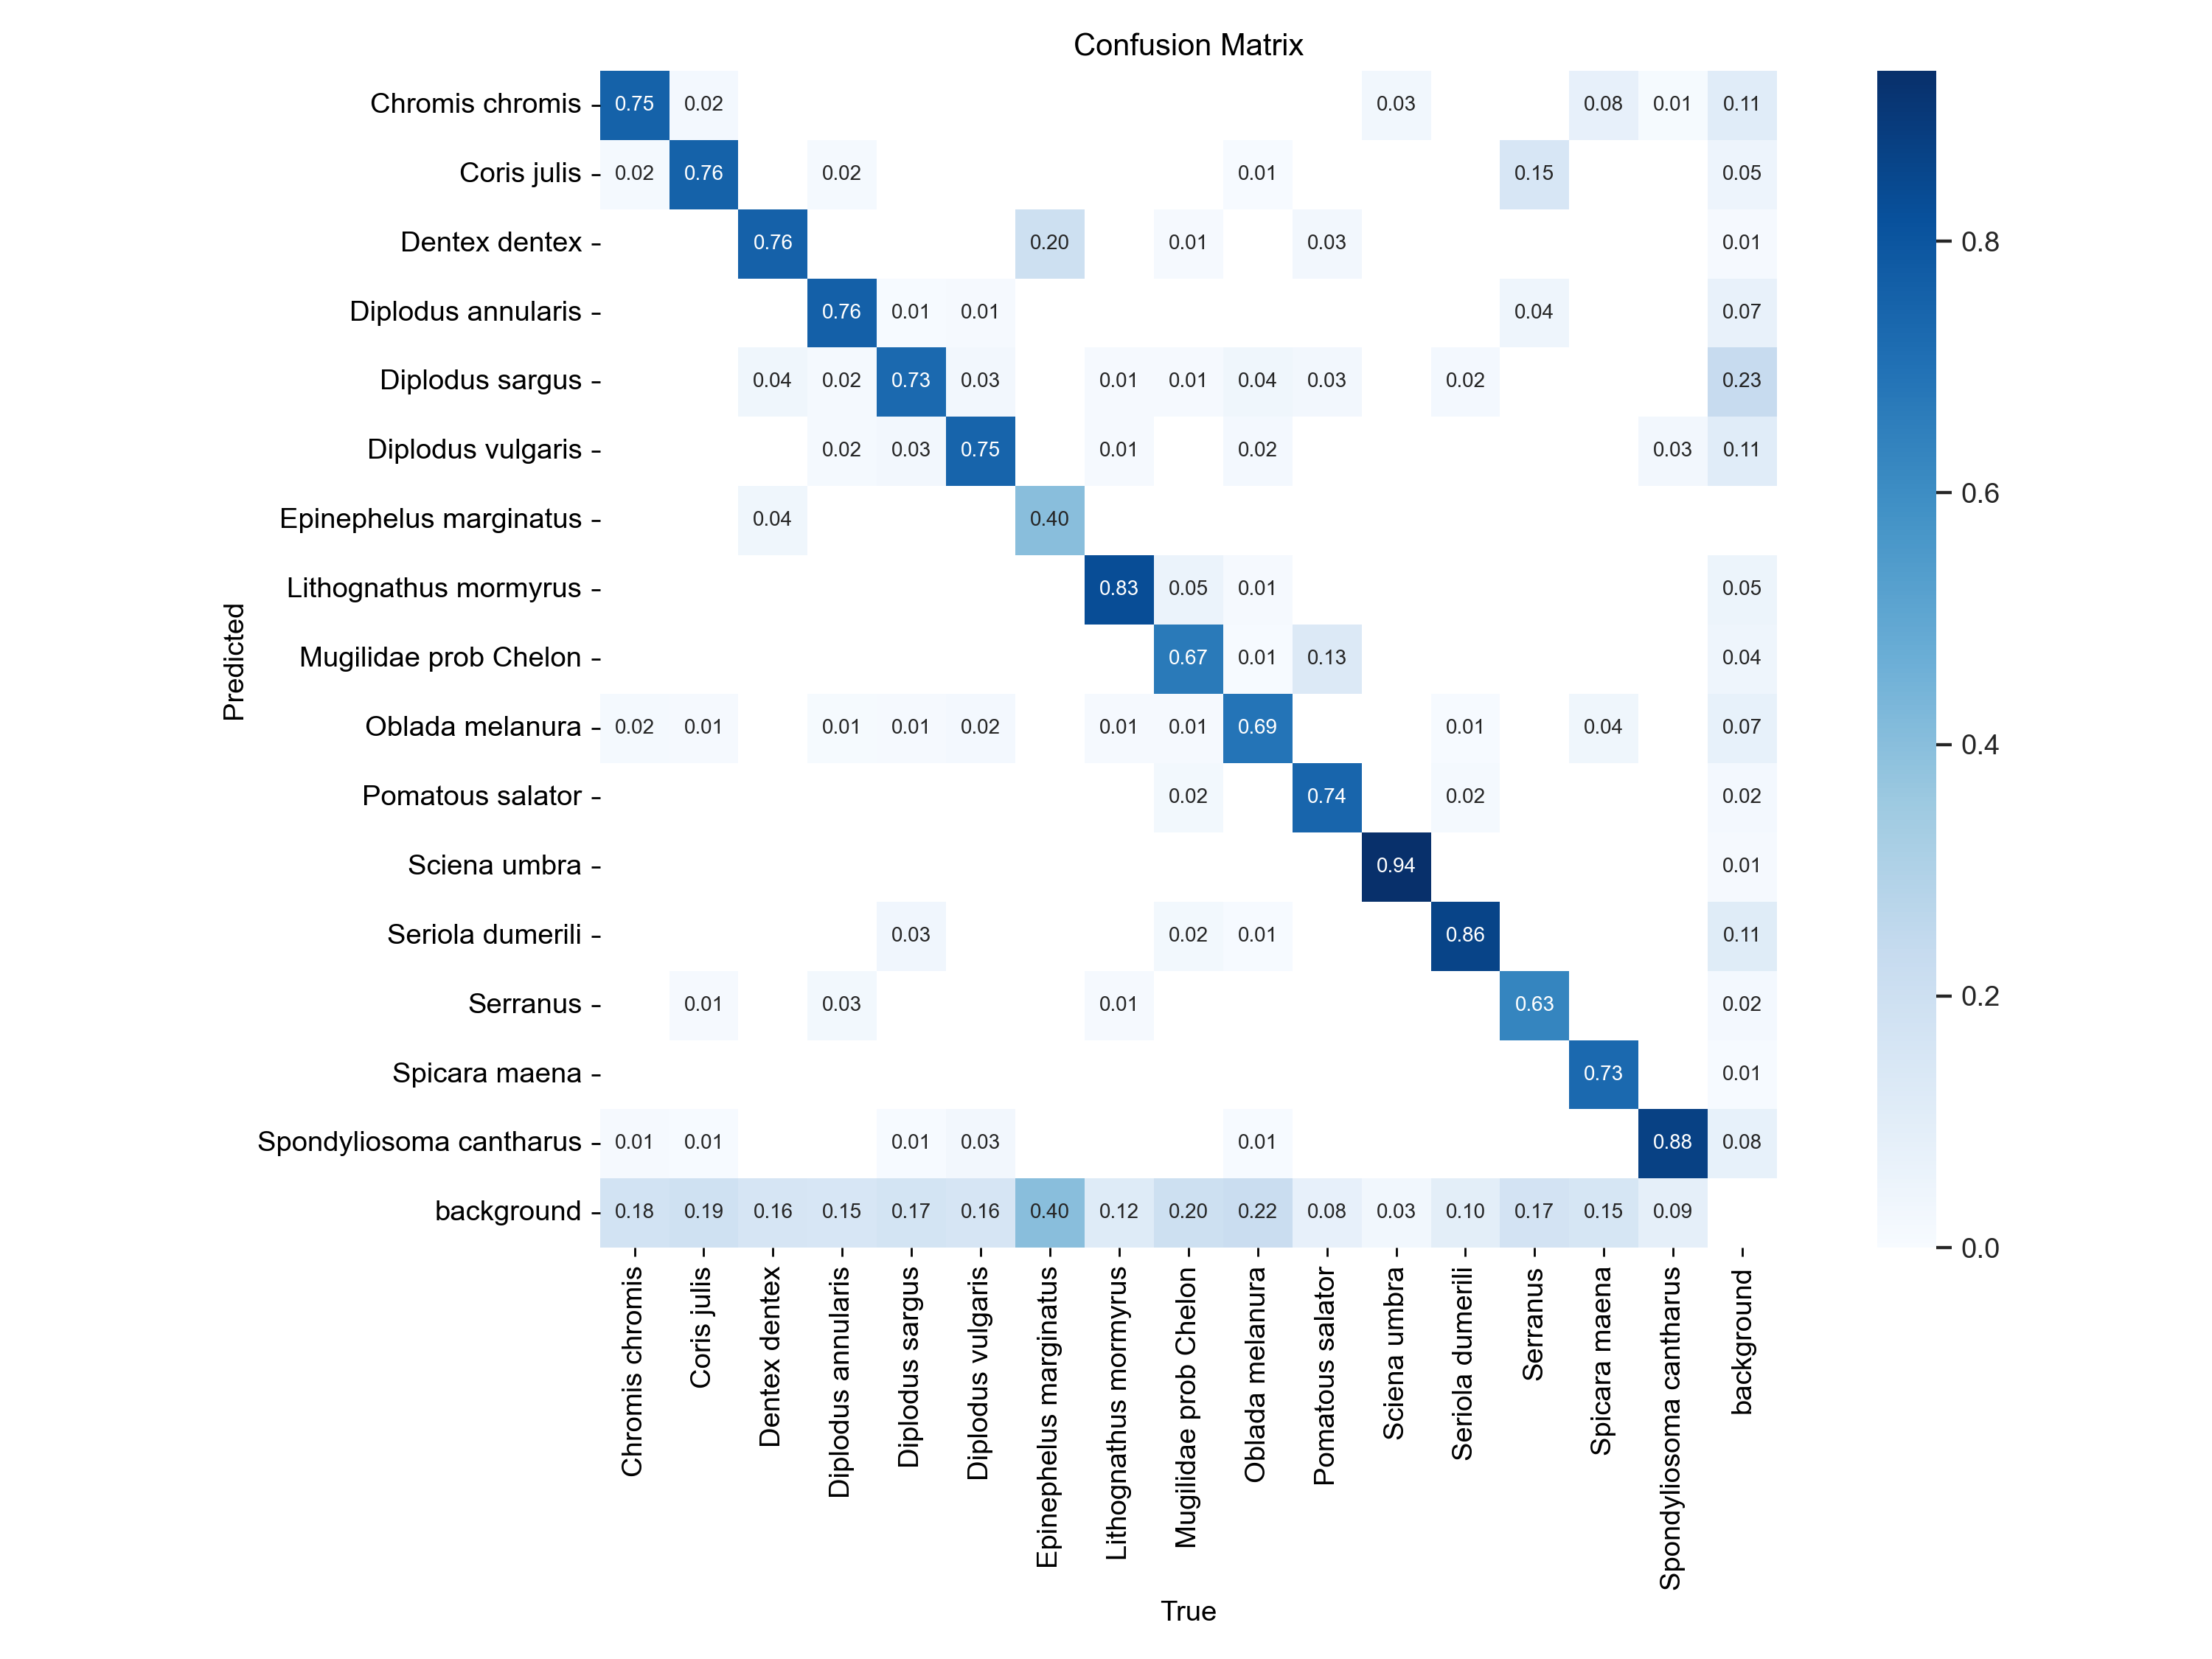 Confusion Matrix
Chromis chromis 0.75 0.02 0.03 0.08 0.01 0.11
Coris julis 0.02 0.76 0.02 0.01 0.15 0.05
Dentex dentex 0.76 0.20 0.01 0.03 0.01
Diplodus annularis 0.76 0.01 0.01 0.04 0.07
Diplodus sargus 0.04 0.02 0.73 0.03 0.01 0.01 0.04 0.03 0.02 0.23
Diplodus vulgaris 0.02 0.03 0.75 0.01 0.02 0.03 0.11
Epinephelus marginatus 0.04 0.40
Lithognathus mormyrus 0.83 0.05 0.01 0.05
Mugilidae prob Chelon 0.67 0.01 0.13 0.04
Oblada melanura 0.02 0.01 0.01 0.01 0.02 0.01 0.01 0.69 0.01 0.04 0.07
Pomatous salator 0.02 0.74 0.02 0.02
Sciena umbra 0.94 0.01
Seriola dumerili 0.03 0.02 0.01 0.86 0.11
Serranus 0.01 0.03 0.01 0.63 0.02
Spicara maena 0.73 0.01
Spondyliosoma cantharus 0.01 0.01 0.01 0.03 0.01 0.88 0.08
background 0.18 0.19 0.16 0.15 0.17 0.16 0.40 0.12 0.20 0.22 0.08 0.03 0.10 0.17 0.15 0.09
Predicted
Chromis chromis
Coris julis
Dentex dentex
Diplodus annularis
Diplodus sargus
Diplodus vulgaris
Epinephelus marginatus
Lithognathus mormyrus
Mugilidae prob Chelon
Oblada melanura
Pomatous salator
Sciena umbra
Seriola dumerili
Serranus
Spicara maena
Spondyliosoma cantharus
background
True
0.8
0.6
0.4
0.2
0.0